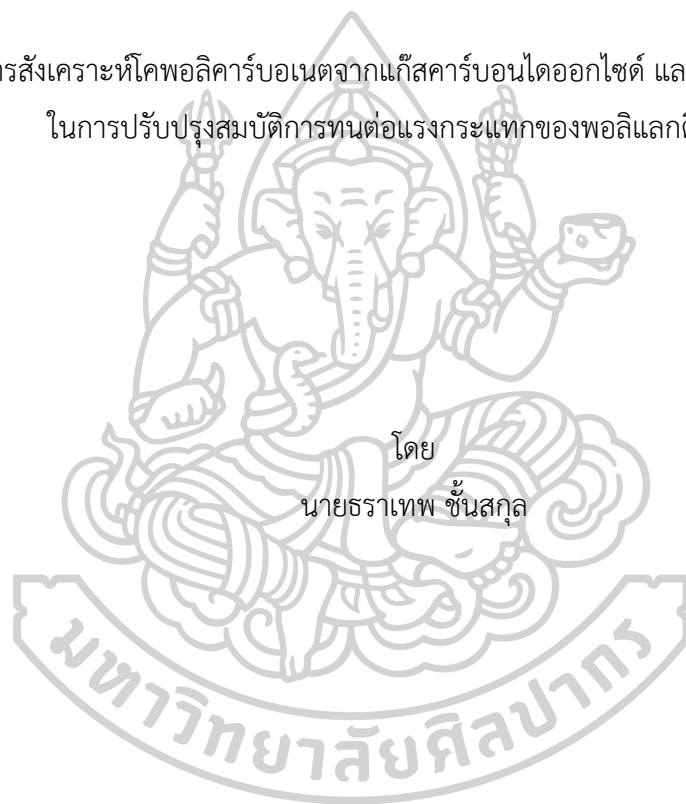 รสังเคราะห์โคพอลิคาร์บอเนตจากแก๊สคาร์บอนไดออกไซด์ และ
ในการปรับปรุงสมบัติการทนต่อแรงกระแทกของพอลิแลกต
โดย
นายธราเทพ ชั้นสกุล
มหาวิทยาลัยศิลปากร